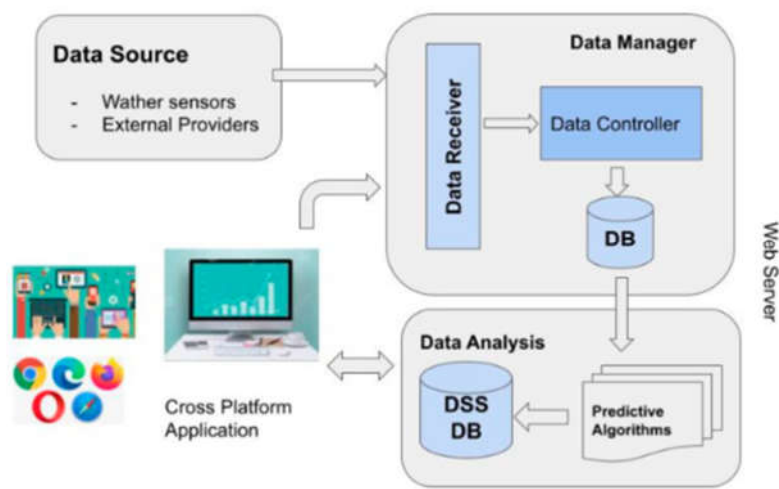 Data Source
- Wather sensors
- External Providers
Data Manager
Data Receiver
Data Controller
DB
Web Server
Cross Platform
Application
Data Analysis
DSS
DB
Predictive
Algorithms